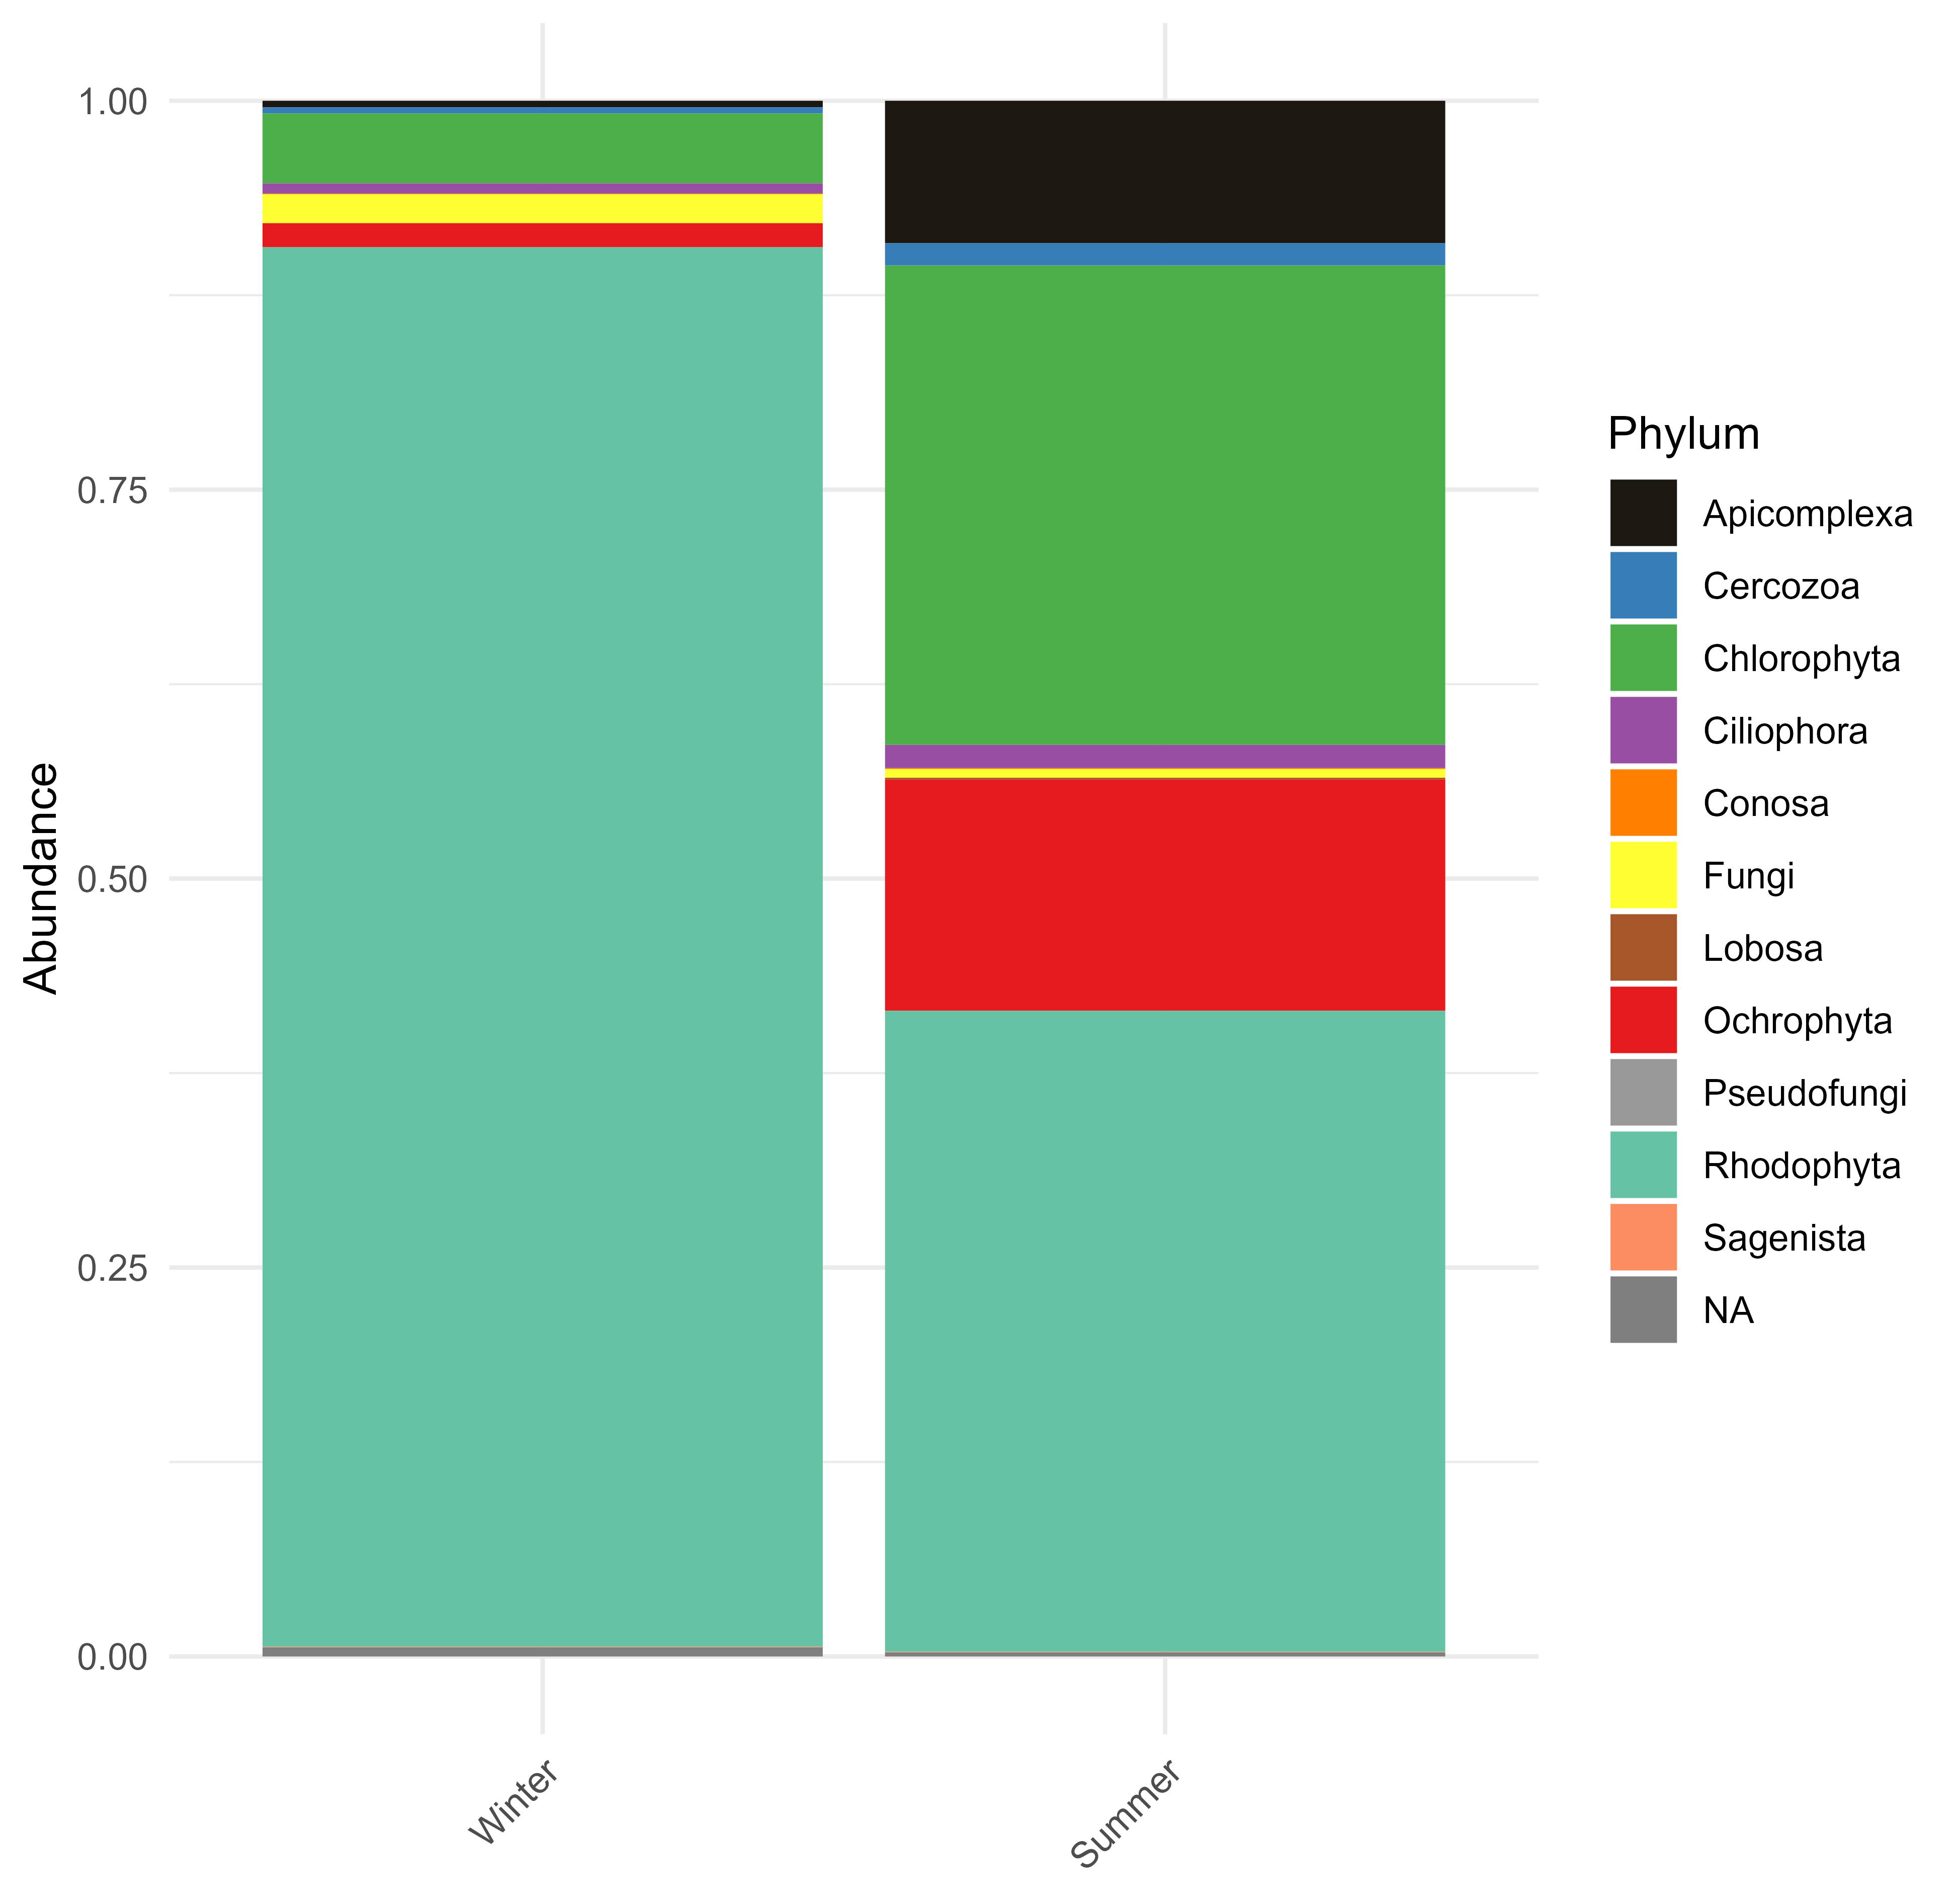 Abundance
1.00
0.75
0.50
0.25
0.00
Winter
Summer
Phylum
Apicomplexa
Cercozoa
Chlorophyta
Ciliophora
Conosa
Fungi
Lobosa
Ochrophyta
Pseudofungi
Rhodophyta
Sagenista
NA